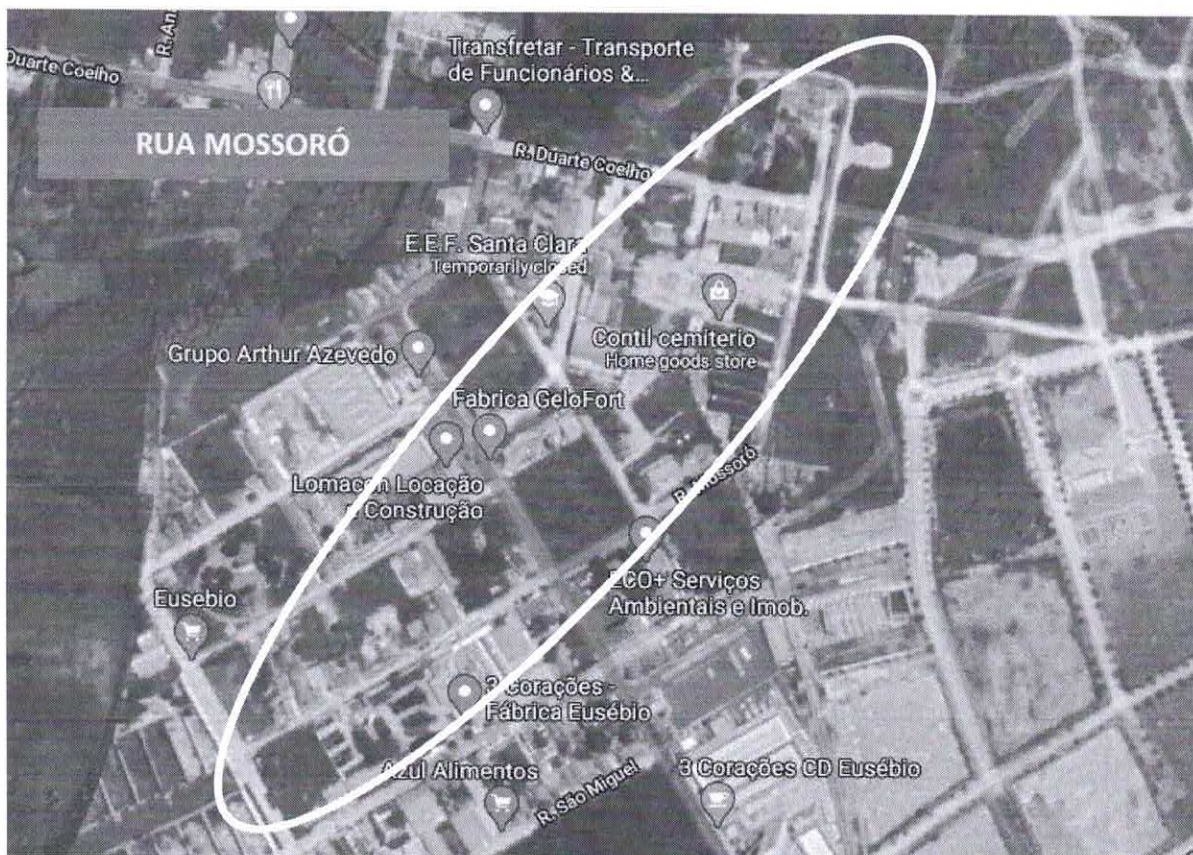 R. An
Duarte Coelho
Transfretar - Transporte
de Funcionários &...
RUA MOSSORÓ
R. Duarte Coelho
E.E.F. Santa Clara
Temporarily closed
Contil cemiterio
Home goods store
Grupo Arthur Azevedo
Fabrica GeloFort
Lomacon Locação
e Construção
R. Mossoró
ECO+ Serviços
Ambientais e Imob.
Eusebio
3 Corações -
Fábrica Eusébio
Azul Alimentos
R. São Miguel
3 Corações CD Eusébio